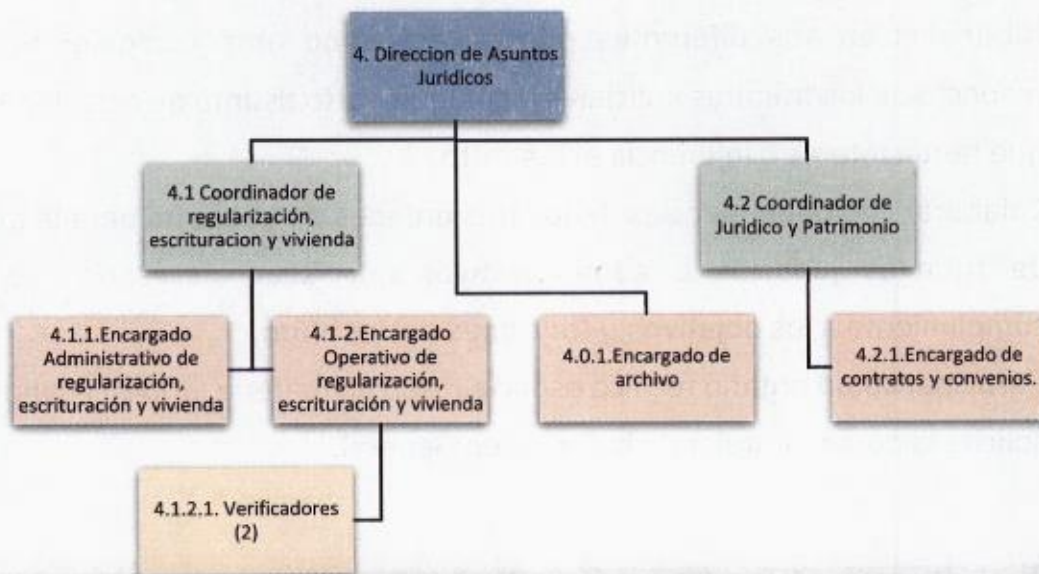 4. Direccion de Asuntos
Juridicos
4.1 Coordinador de
regularización,
escrituracion y vivienda
4.2 Coordinador de
Juridico y Patrimonio
4.1.1.Encargado
Administrativo de
regularización,
escrituración y vivienda
4.1.2.Encargado
Operativo de
regularización,
escrituración y vivienda
4.0.1.Encargado de
archivo
4.2.1.Encargado de
contratos y convenios.
4.1.2.1. Verificadores
(2)